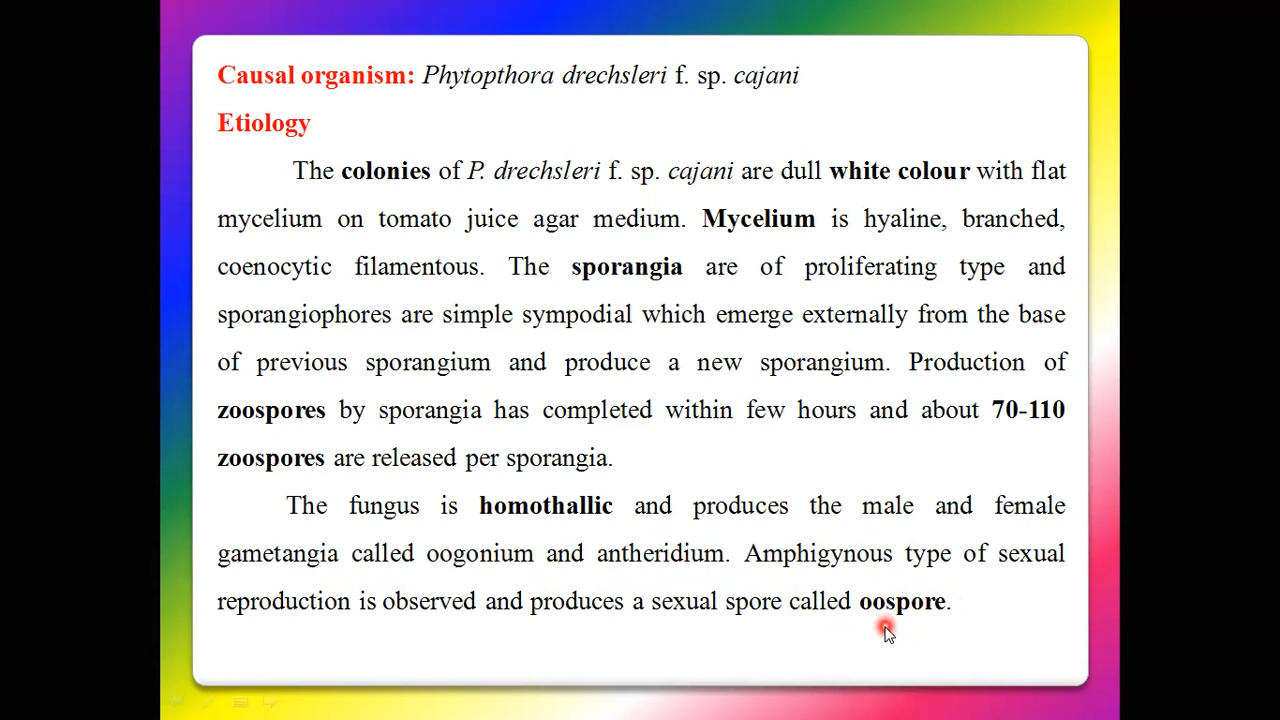 Causal organism: Phytopthora drechsleri f. sp. cajani
Etiology
The colonies of P. drechsleri f. sp. cajani are dull white colour with flat
mycelium on tomato juice agar medium. Mycelium is hyaline, branched,
coenocytic filamentous. The sporangia are of proliferating type and
sporangiophores are simple sympodial which emerge externally from the base
of previous sporangium and produce a new sporangium. Production of
zoospores by sporangia has completed within few hours and about 70-110
zoospores are released per sporangia.
The fungus is homothallic and produces the male and female
gametangia called oogonium and antheridium. Amphigynous type of sexual
reproduction is observed and produces a sexual spore called oospore.